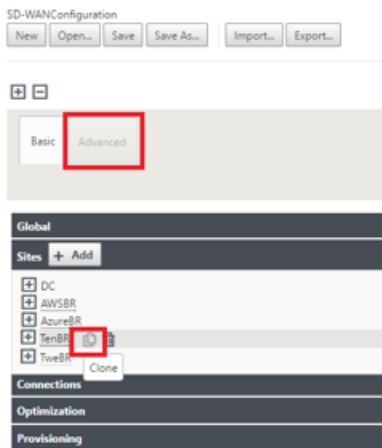 SD-WANConfiguration
New Open... Save Save As... Import... Export...
Basic Advanced
Global
Sites + Add
DC
AWSBR
AzureBR
TenBR
TweBR Clone
Connections
Optimization
Provisioning